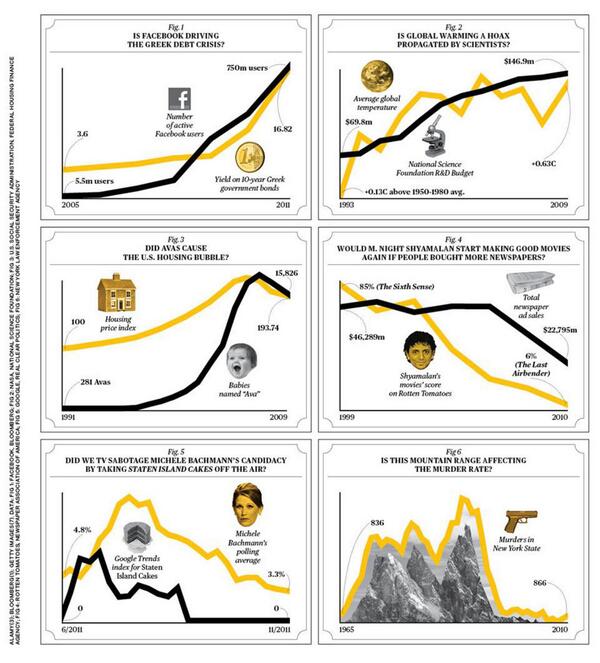 ALAMY(3), BLOOMBERG(1), GETTY IMAGES(7). DATA: FIG 1: FACEBOOK, BLOOMBERG; FIG 2: NASA, NATIONAL SCIENCE FOUNDATION; FIG 3: U.S. SOCIAL SECURITY ADMINISTRATION, FEDERAL HOUSING FINANCE
AGENCY; FIG 4: ROTTEN TOMATOES, NEWSPAPER ASSOCIATION OF AMERICA; FIG 5: GOOGLE, REAL CLEAR POLITICS; FIG 6: NEW YORK LAW ENFORCEMENT AGENCY
Fig. 1
IS FACEBOOK DRIVING
THE GREEK DEBT CRISIS?
750m users
f
Number
of active
Facebook users
3.6
16.82
1
5.5m users
Yield on 10-year Greek
government bonds
2005
2011
Fig. 2
IS GLOBAL WARMING A HOAX
PROPAGATED BY SCIENTISTS?
$146.9m
Average global
temperature
$69.8m
National Science
Foundation R&D Budget
+0.63C
+0.13C above 1950-1980 avg.
1993
2009
Fig. 3
DID AVAS CAUSE
THE U.S. HOUSING BUBBLE?
15,826
Housing
price index
100
193.74
281 Avas
Babies
named "Ava"
1991
2009
Fig. 4
WOULD M. NIGHT SHYAMALAN START MAKING GOOD MOVIES
AGAIN IF PEOPLE BOUGHT MORE NEWSPAPERS?
85% (The Sixth Sense)
Total
newspaper
ad sales
$46,289m
$22,795m
6%
(The Last
Airbender)
Shyamalan's
movies' score
on Rotten Tomatoes
1999
2010
Fig. 5
DID WE TV SABOTAGE MICHELE BACHMANN'S CANDIDACY
BY TAKING STATEN ISLAND CAKES OFF THE AIR?
4.8%
Michele
Bachmann's
polling
average
Google Trends
index for Staten
Island Cakes
3.3%
0
0
6/2011
11/2011
Fig 6
IS THIS MOUNTAIN RANGE AFFECTING
THE MURDER RATE?
836
Murders in
New York State
866
1965
2010